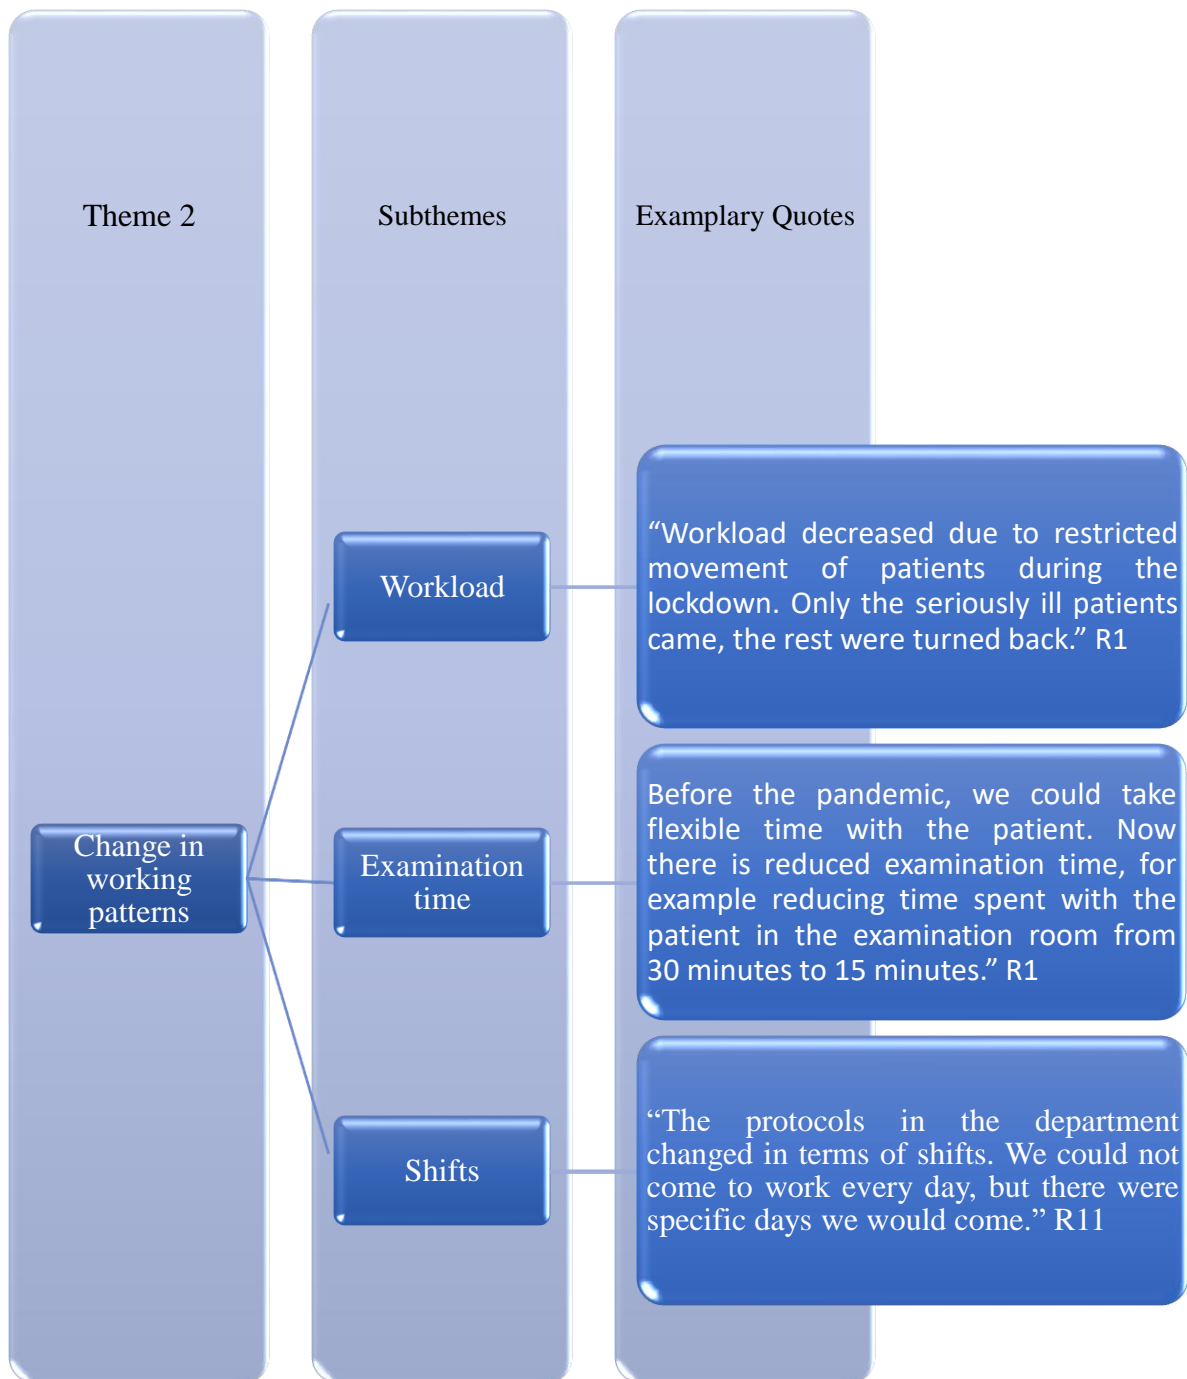 Theme 2
Subthemes
Examplary Quotes
Change in
working
patterns
Workload
“Workload decreased due to restricted
movement of patients during the
lockdown. Only the seriously ill patients
came, the rest were turned back.” R1
Examination
time
Before the pandemic, we could take
flexible time with the patient. Now
there is reduced examination time, for
example reducing time spent with the
patient in the examination room from
30 minutes to 15 minutes.” R1
Shifts
“The protocols in the department
changed in terms of shifts. We could not
come to work every day, but there were
specific days we would come.” R11